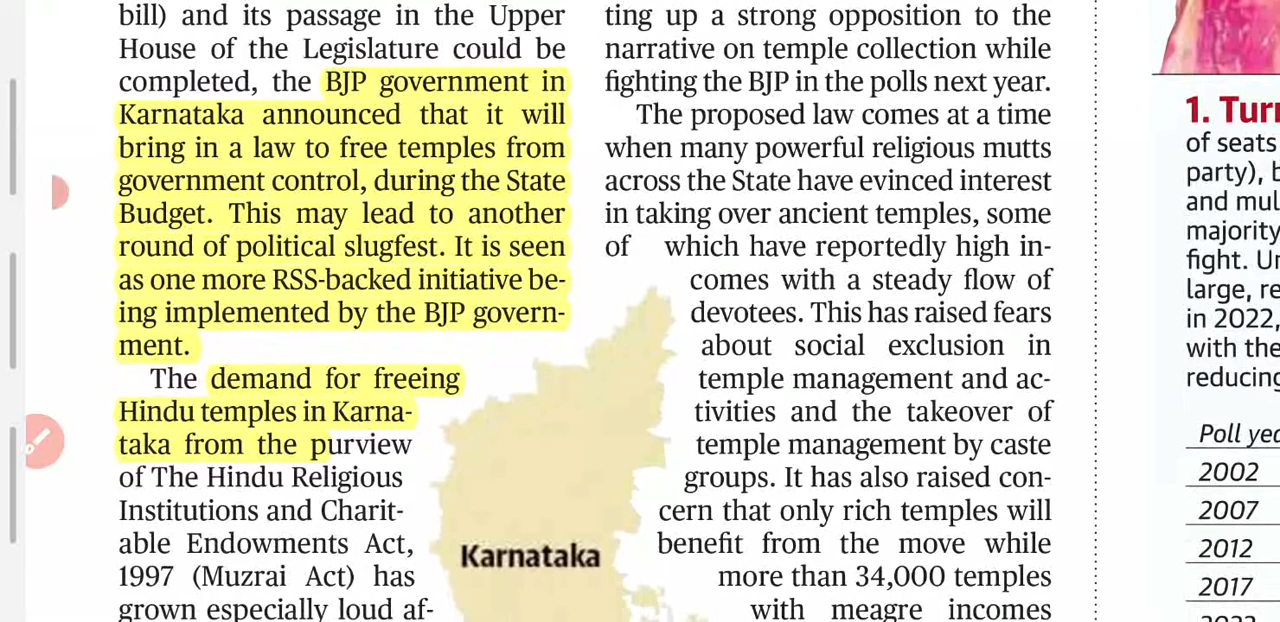 bill) and its passage in the Upper
House of the Legislature could be
completed, the BJP government in
Karnataka announced that it will
bring in a law to free temples from
government control, during the State
Budget. This may lead to another
round of political slugfest. It is seen
as one more RSS-backed initiative be-
ing implemented by the BJP govern-
ment.
The demand for freeing
Hindu temples in Karna-
taka from the purview
of The Hindu Religious
Institutions and Charit-
able Endowments Act,
1997 (Muzrai Act) has
grown especially loud af-
Karnataka
ting up a strong opposition to the
narrative on temple collection while
fighting the BJP in the polls next year.
The proposed law comes at a time
when many powerful religious mutts
across the State have evinced interest
in taking over ancient temples, some
of which have reportedly high in-
comes with a steady flow of
devotees. This has raised fears
about social exclusion in
temple management and ac-
tivities and the takeover of
temple management by caste
groups. It has also raised con-
cern that only rich temples will
benefit from the move while
more than 34,000 temples
with meagre incomes
1.
of seats
party),
and
majority
fight.
large,
in 2022,
with
reducing
Poll
2002
2007
2012
2017